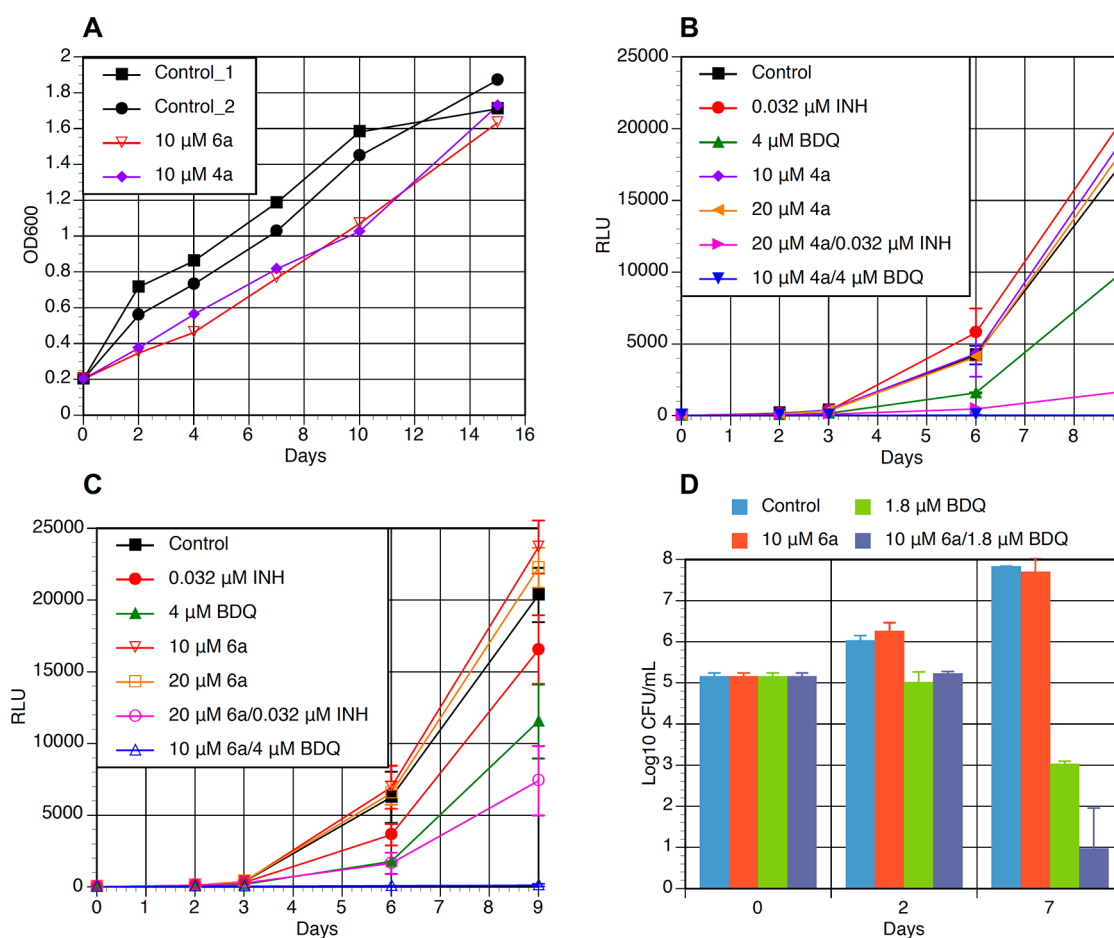 A
2
1.8
1.6
1.4
1.2
1
0.8
0.6
0.4
0.2
0
OD600
Control_1
Control_2
10 µM 6a
10 µM 4a
0 2 4 6 8 10 12 14 16
Days
B
25000
20000
15000
10000
5000
0
RLU
Control
0.032 µM INH
4 µM BDQ
10 µM 4a
20 µM 4a
20 µM 4a/0.032 µM INH
10 µM 4a/4 µM BDQ
0 1 2 3 4 5 6 7 8
Days
C
25000
20000
15000
10000
5000
0
RLU
Control
0.032 µM INH
4 µM BDQ
10 µM 6a
20 µM 6a
20 µM 6a/0.032 µM INH
10 µM 6a/4 µM BDQ
0 1 2 3 4 5 6 7 8 9
Days
D
Control 1.8 µM BDQ
10 µM 6a 10 µM 6a/1.8 µM BDQ
8
7
6
5
4
3
2
1
0
Log10 CFU/mL
0 2 7
Days